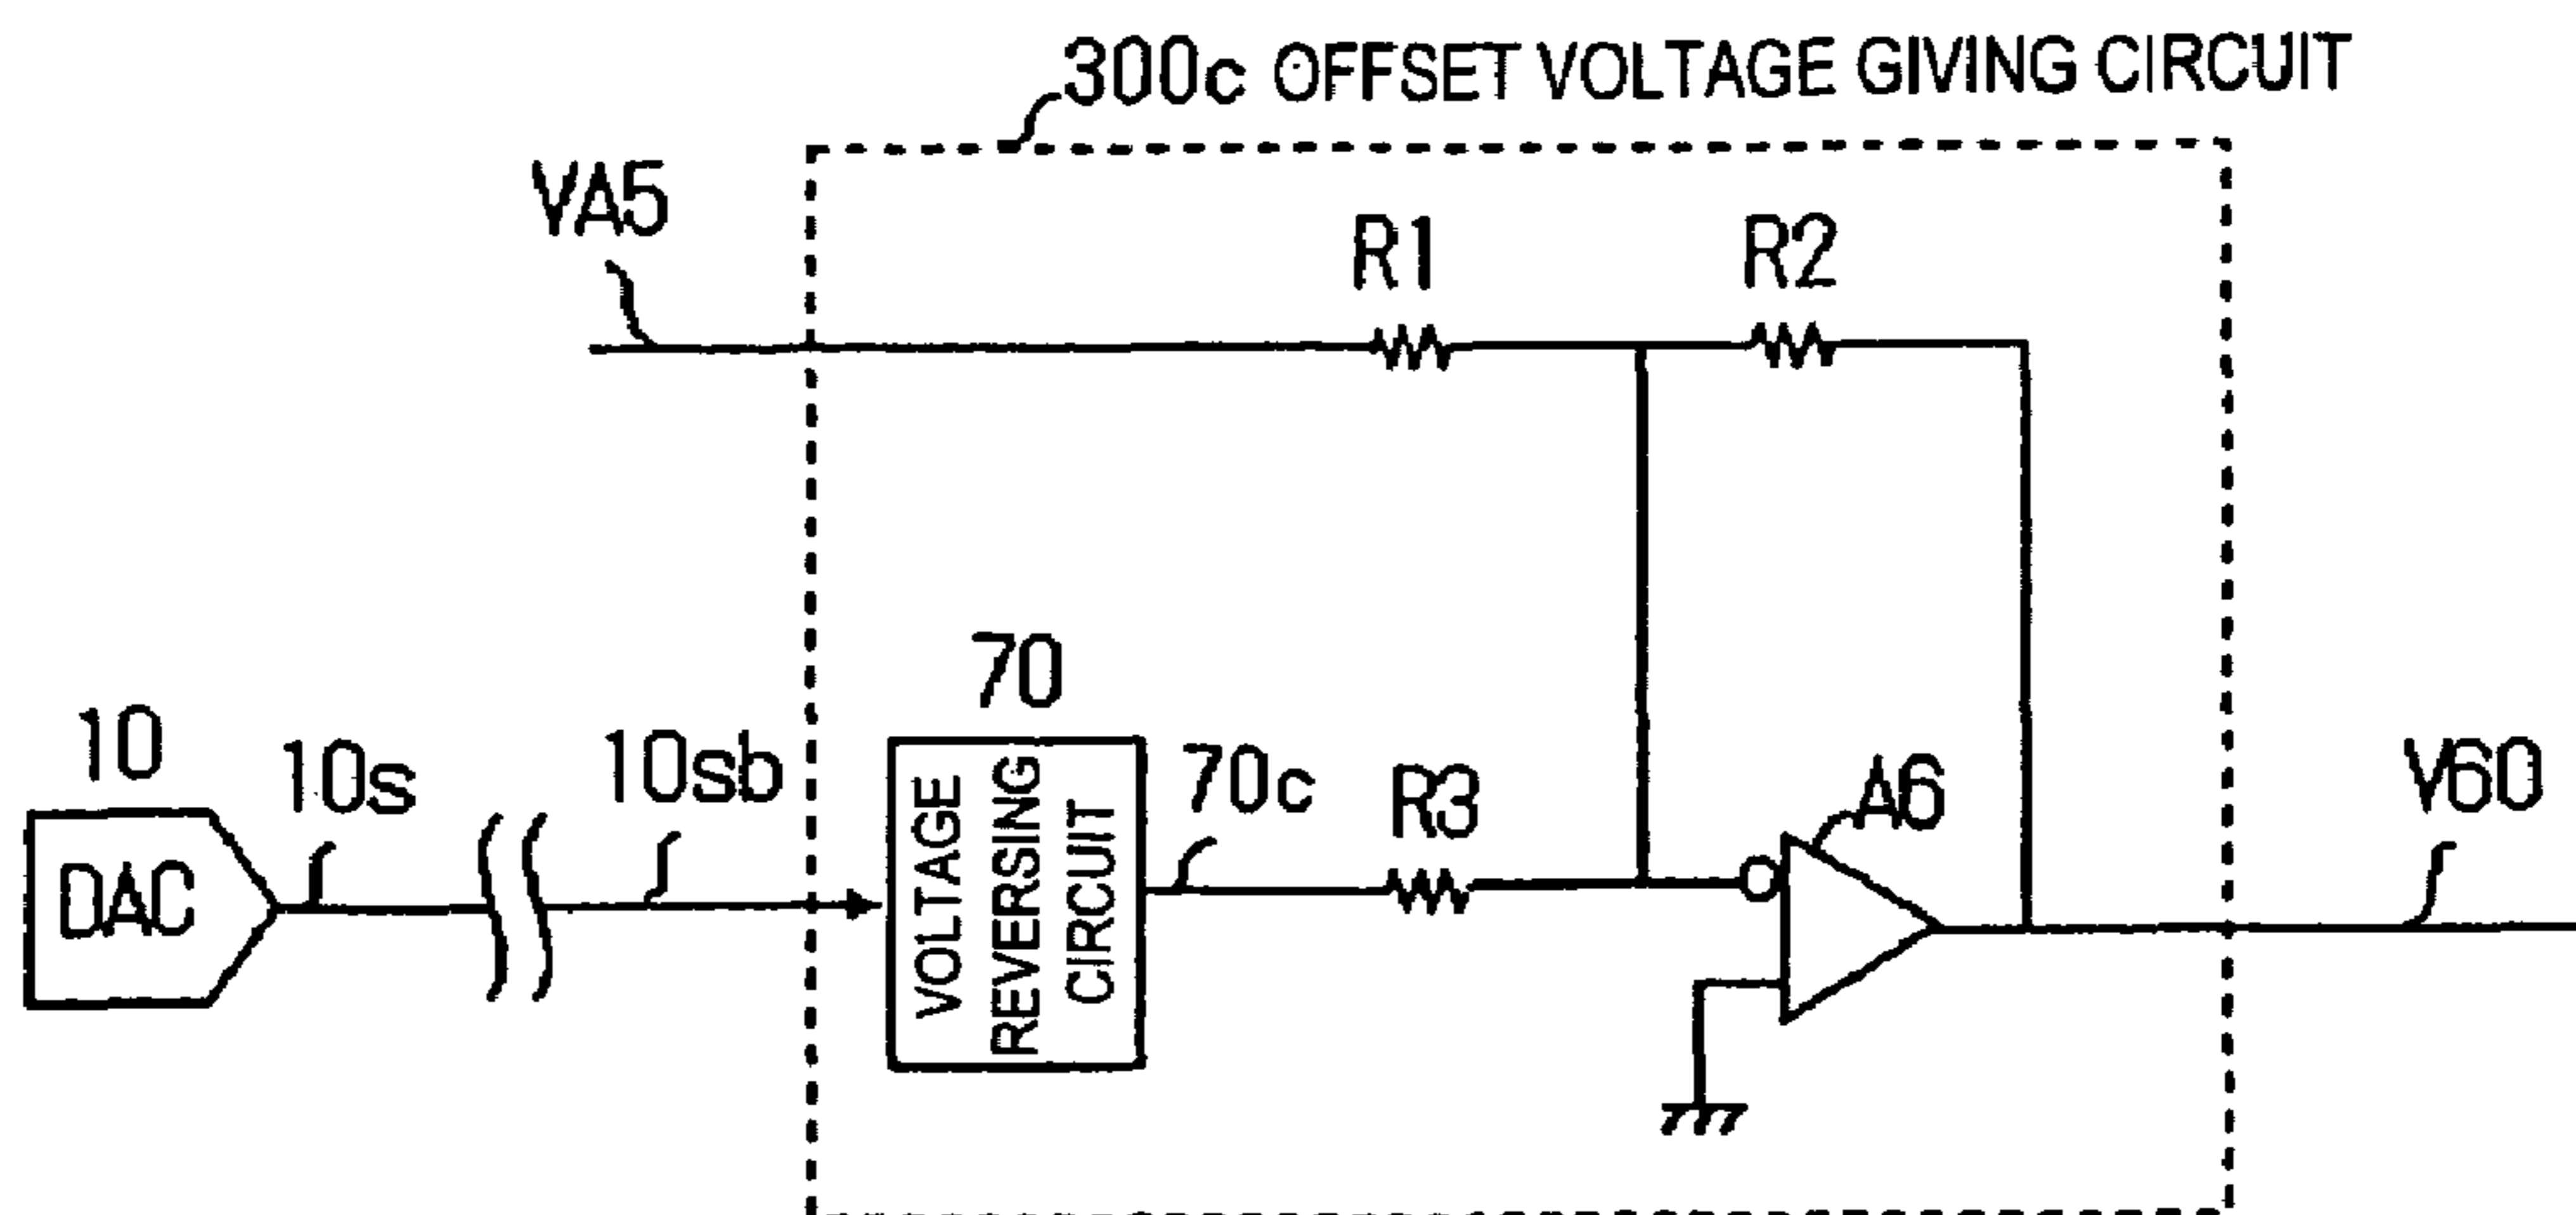 300c OFFSET VOLTAGE GIVING CIRCUIT
VA5
R1
R2
70
10
10s
10sb
70c
R3
A6
V60
DAC
VOLTAGE
REVERSING
CIRCUIT